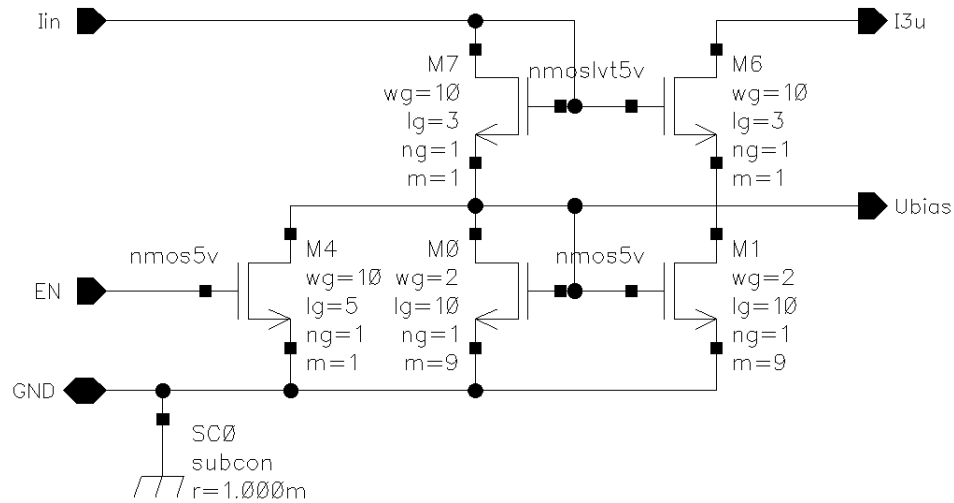 Iin
I3u
M7
nmoslvt5v
M6
wg=10
wg=10
lg=3
lg=3
ng=1
ng=1
m=1
m=1
Ubias
nmos5v
M4
M0
nmos5v
M1
wg=10
wg=2
wg=2
EN
lg=5
lg=10
lg=10
ng=1
ng=1
ng=1
m=1
m=9
m=9
GND
SC0
subcon
r=1.000m